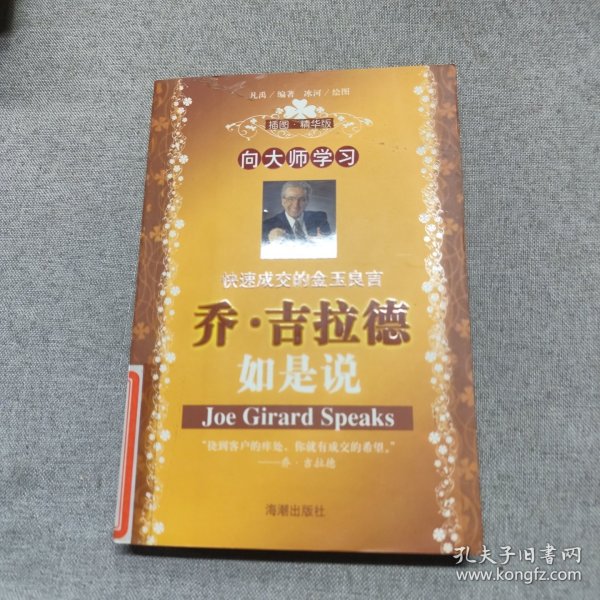 凡禹/编著 冰河/绘图
插图·精华版
向大师学习
快速成交的金玉良言
乔·吉拉德
如是说
Joe Girard Speaks
“挠到客户的痒处、你就有成交的希望。”
——乔·吉拉德
海潮出版社
孔夫子旧书网
www.kongfz.com